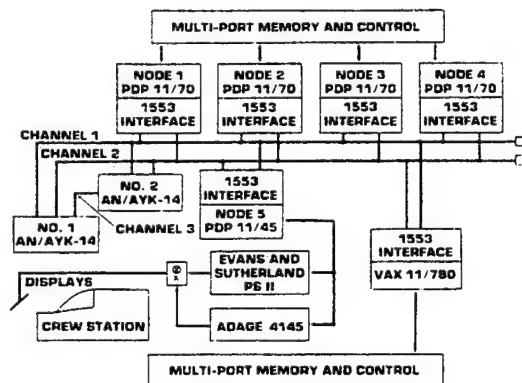 MULTI-PORT MEMORY AND CONTROL
NODE 1
PDP 11/70
1553
INTERFACE
NODE 2
PDP 11/70
1553
INTERFACE
NODE 3
PDP 11/70
1553
INTERFACE
NODE 4
PDP 11/70
1553
INTERFACE
CHANNEL 1
CHANNEL 2
NO. 2
AN/AYK-14
NO. 1
AN/AYK-14
CHANNEL 3
1553
INTERFACE
NODE 5
PDP 11/45
1553
INTERFACE
VAX 11/780
EVANS AND
SUTHERLAND
PS II
DISPLAYS
CREW STATION
ADAGE 4145
MULTI-PORT MEMORY AND CONTROL